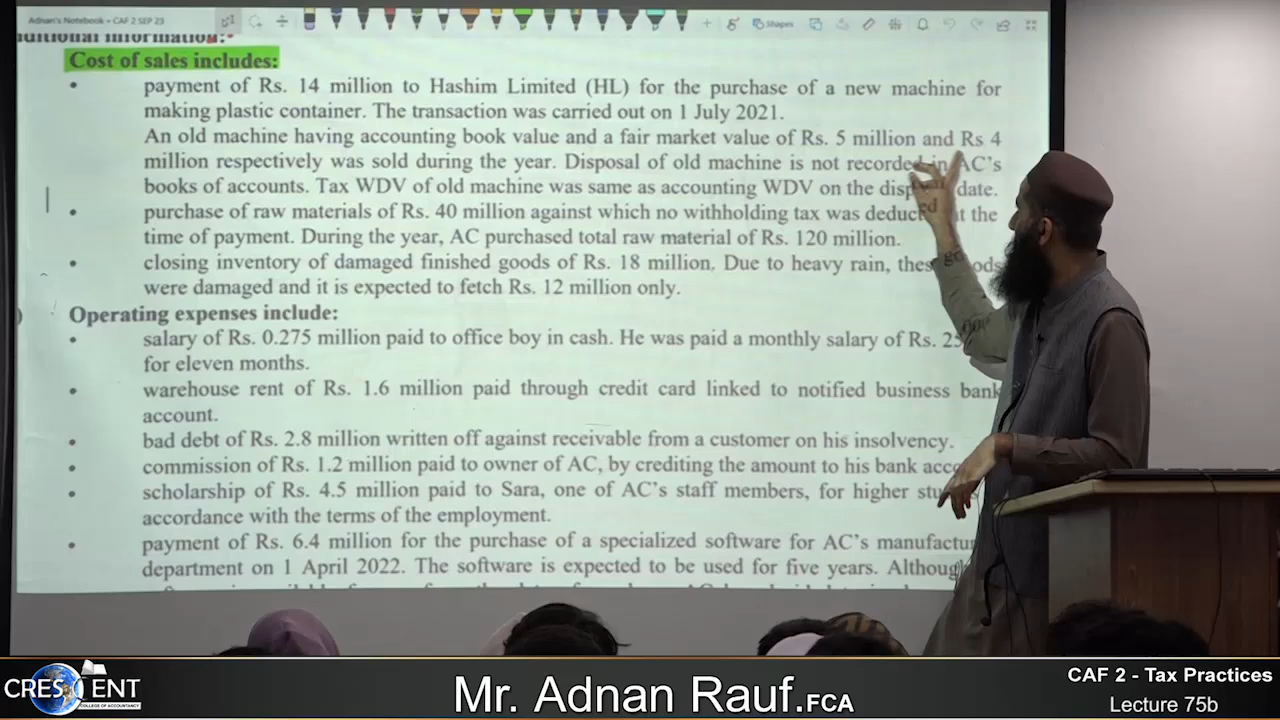 Adnan's Notebook • CAF 2 SEP 23
Shapes
Cost of sales includes:
• payment of Rs. 14 million to Hashim Limited (HL) for the purchase of a new machine for
making plastic container. The transaction was carried out on 1 July 2021.
An old machine having accounting book value and a fair market value of Rs. 5 million and Rs 4
million respectively was sold during the year. Disposal of old machine is not recorded in AC's
books of accounts. Tax WDV of old machine was same as accounting WDV on the date.
• purchase of raw materials of Rs. 40 million against which no withholding tax was deducted the
time of payment. During the year, AC purchased total raw material of Rs. 120 million.
• closing inventory of damaged finished goods of Rs. 18 million. Due to heavy rain,
were damaged and it is expected to fetch Rs. 12 million only.
Operating expenses include:
• salary of Rs. 0.275 million paid to office boy in cash. He was paid a monthly salary of Rs.
for eleven months.
• warehouse rent of Rs. 1.6 million paid through credit card linked to notified business bank
account.
• bad debt of Rs. 2.8 million written off against receivable from a customer on his insolvency.
• commission of Rs. 1.2 million paid to owner of AC, by crediting the amount to his bank
• scholarship of Rs. 4.5 million paid to Sara, one of AC's staff members, for higher
accordance with the terms of the employment.
• payment of Rs. 6.4 million for the purchase of a specialized software for AC's
department on 1 April 2022. The software is expected to be used for five years. Although
CRESCENT
COLLEGE OF ACCOUNTANCY
Mr. Adnan Rauf.FCA
CAF 2 - Tax Practices
Lecture 75b